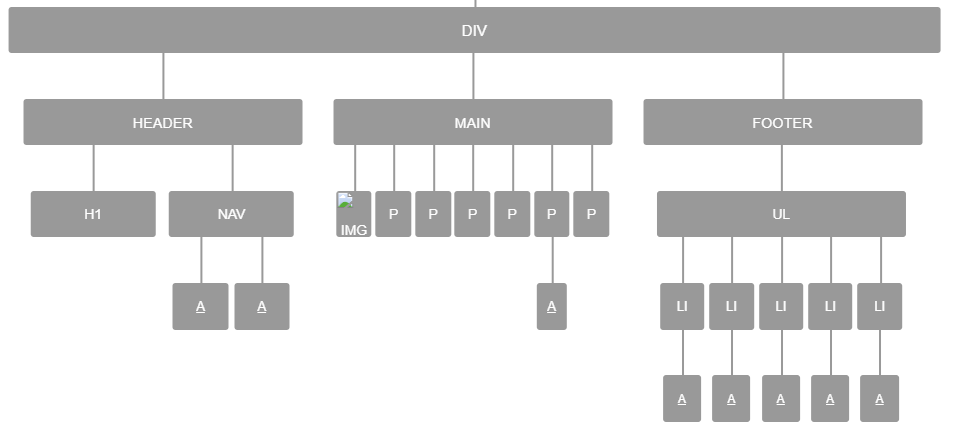 DIV
HEADER MAIN FOOTER
H1 NAV IMG P P P P P P UL
A A A LI LI LI LI LI
A A A A A